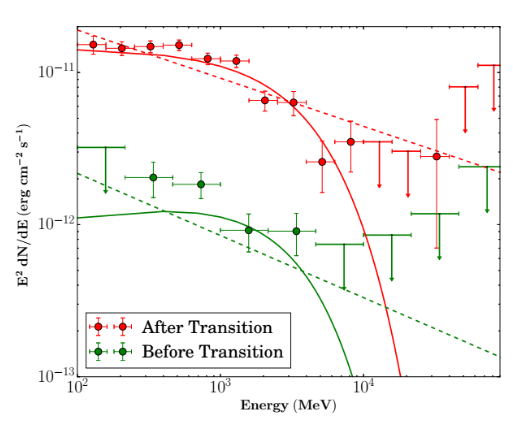 10⁻¹¹
10⁻¹²
10⁻¹³
E² dN/dE (erg cm⁻² s⁻¹)
After Transition
Before Transition
10² 10³ 10⁴
Energy (MeV)